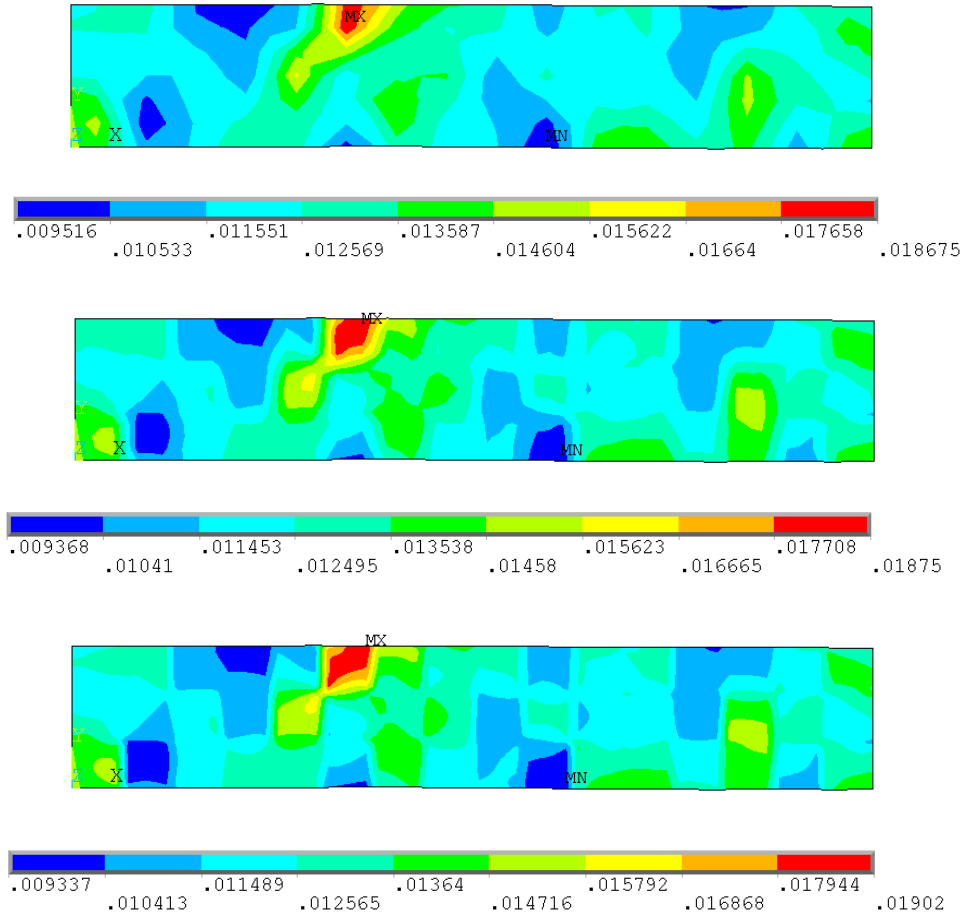 MX
Y
Z X MN
.009516 .011551 .013587 .015622 .017658
.010533 .012569 .014604 .01664 .018675
MX
Y
Z X MN
.009368 .011453 .013538 .015623 .017708
.01041 .012495 .01458 .016665 .01875
MX
Y
Z X MN
.009337 .011489 .01364 .015792 .017944
.010413 .012565 .014716 .016868 .01902